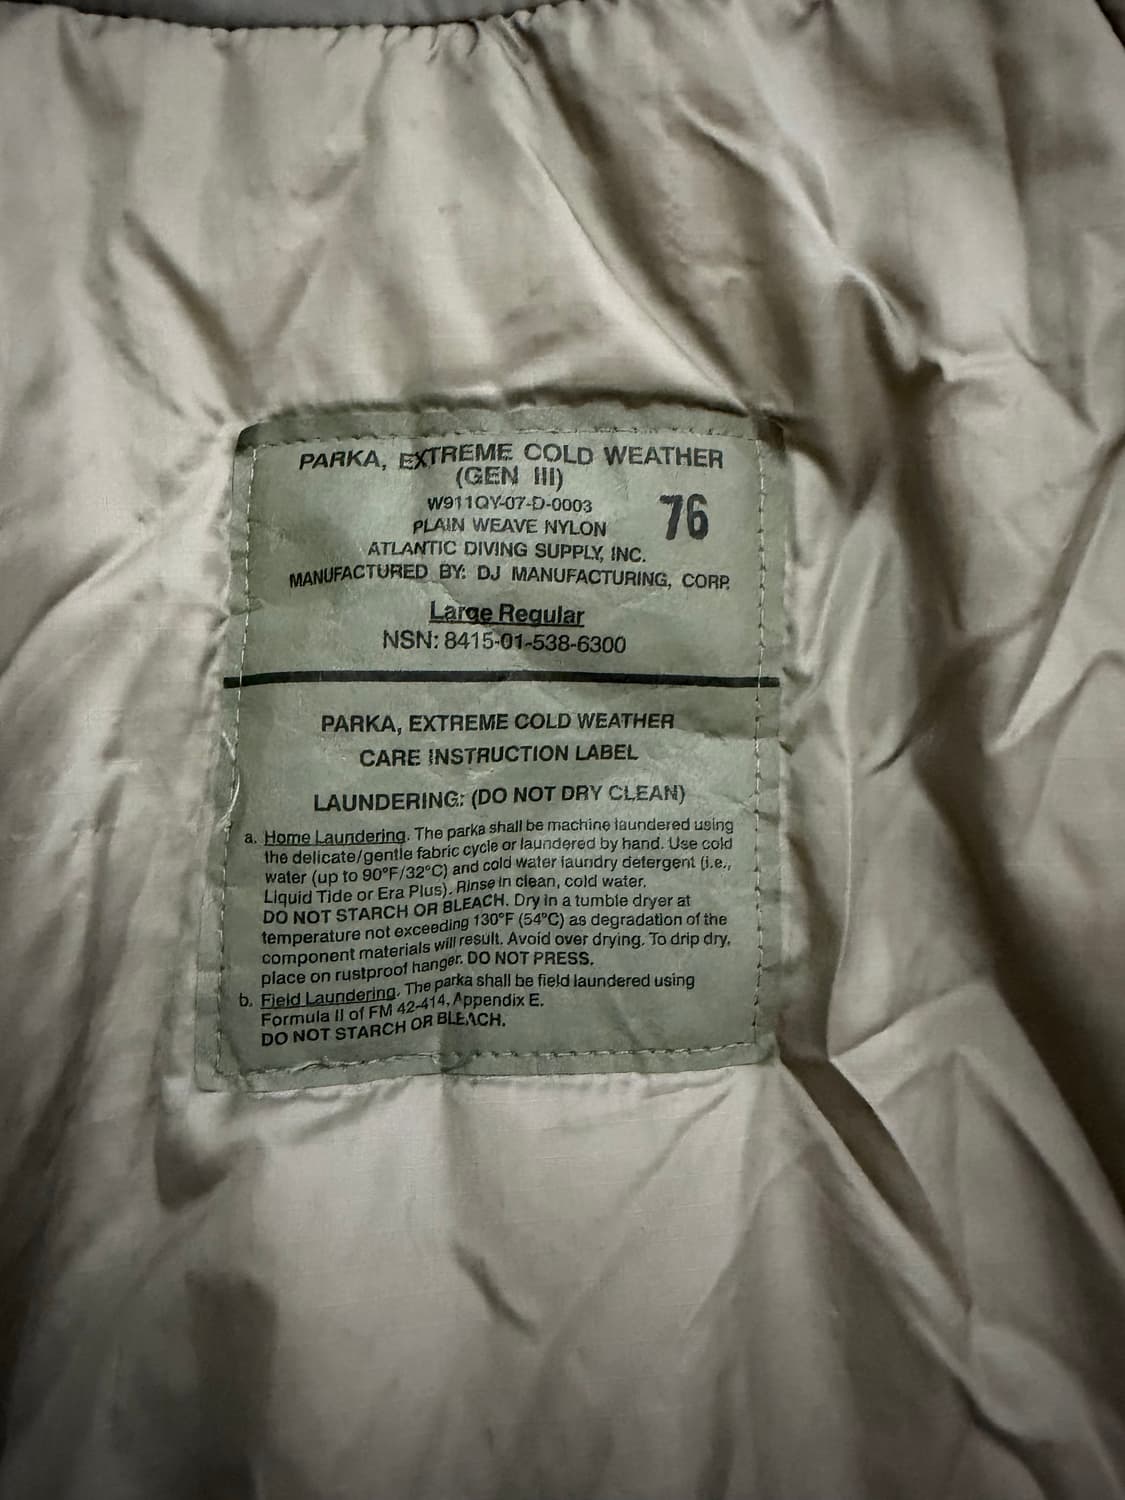 PARKA, EXTREME COLD WEATHER
(GEN III)
W911QY-07-D-0003
76
PLAIN WEAVE NYLON
ATLANTIC DIVING SUPPLY, INC.
MANUFACTURED BY: DJ MANUFACTURING, CORP.
Large Regular
NSN: 8415-01-538-6300
PARKA, EXTREME COLD WEATHER
CARE INSTRUCTION LABEL
LAUNDERING: (DO NOT DRY CLEAN)
a. Home Laundering. The parka shall be machine laundered using
the delicate/gentle fabric cycle or laundered by hand. Use cold
water (up to 90°F/32°C) and cold water laundry detergent (i.e.,
Liquid Tide or Era Plus). Rinse in clean, cold water.
DO NOT STARCH OR BLEACH. Dry in a tumble dryer at
temperature not exceeding 130°F (54°C) as degradation of the
component materials will result. Avoid over drying. To drip dry,
place on rustproof hanger. DO NOT PRESS.
b. Field Laundering. The parka shall be field laundered using
Formula II of FM 42-414, Appendix E.
DO NOT STARCH OR BLEACH.